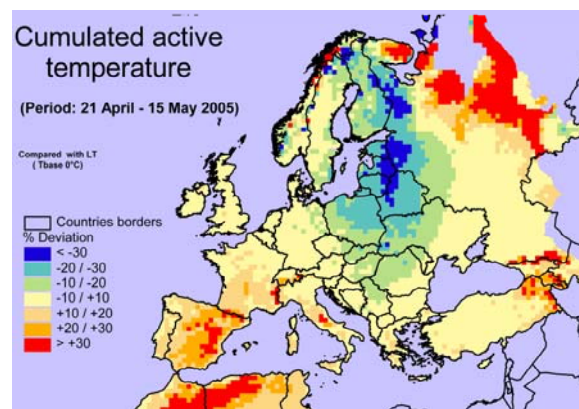 Cumulated active
temperature
(Period: 21 April - 15 May 2005)
Compared with LT
( Tbase 0°C)
Countries borders
% Deviation
< -30
-20 / -30
-10 / -20
-10 / +10
+10 / +20
+20 / +30
> +30